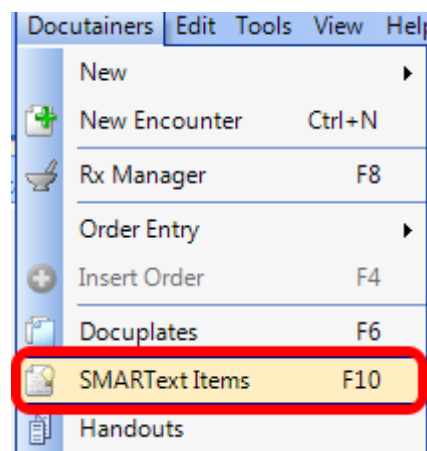 Docutainers Edit Tools View Help
New
New Encounter Ctrl+N
Rx Manager F8
Order Entry
Insert Order F4
Docuplates F6
SMARText Items F10
Handouts